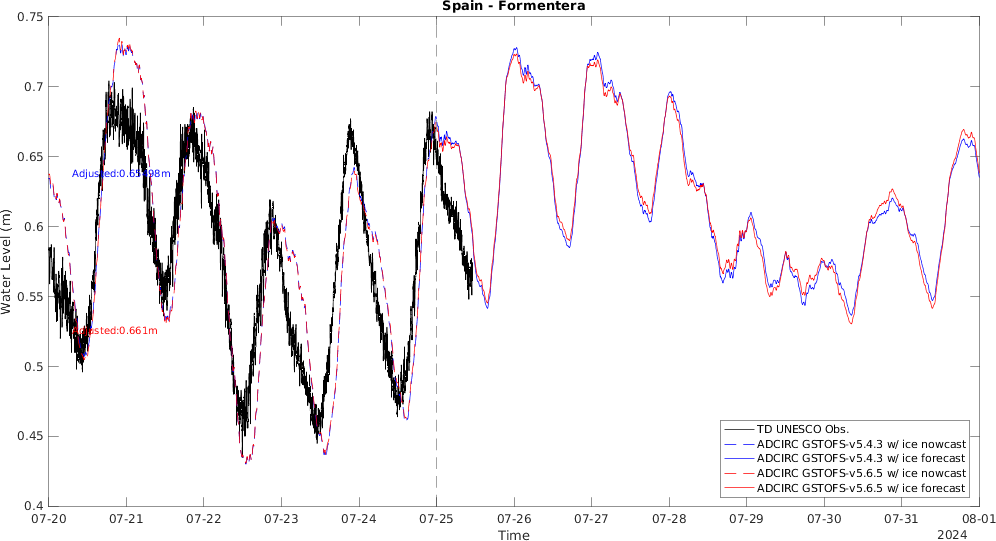 Spain - Formentera
0.75
0.7
0.65
0.6
0.55
0.5
0.45
0.4
Water Level (m)
Adjusted:0.65498m
Adjusted:0.661m
TD UNESCO Obs.
ADCIRC GSTOFS-v5.4.3 w/ ice nowcast
ADCIRC GSTOFS-v5.4.3 w/ ice forecast
ADCIRC GSTOFS-v5.6.5 w/ ice nowcast
ADCIRC GSTOFS-v5.6.5 w/ ice forecast
07-20 07-21 07-22 07-23 07-24 07-25 07-26 07-27 07-28 07-29 07-30 07-31 08-01
Time
2024